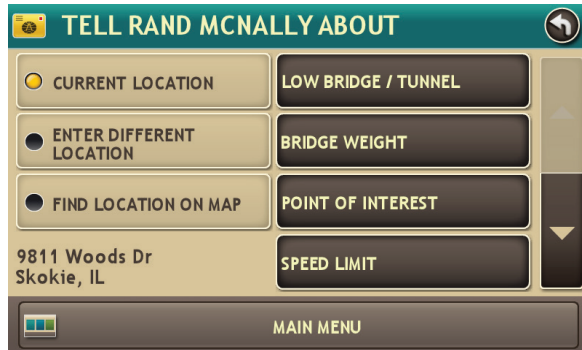 TELL RAND MCNALLY ABOUT
CURRENT LOCATION
ENTER DIFFERENT
LOCATION
FIND LOCATION ON MAP
9811 Woods Dr
Skokie, IL
LOW BRIDGE / TUNNEL
BRIDGE WEIGHT
POINT OF INTEREST
SPEED LIMIT
MAIN MENU